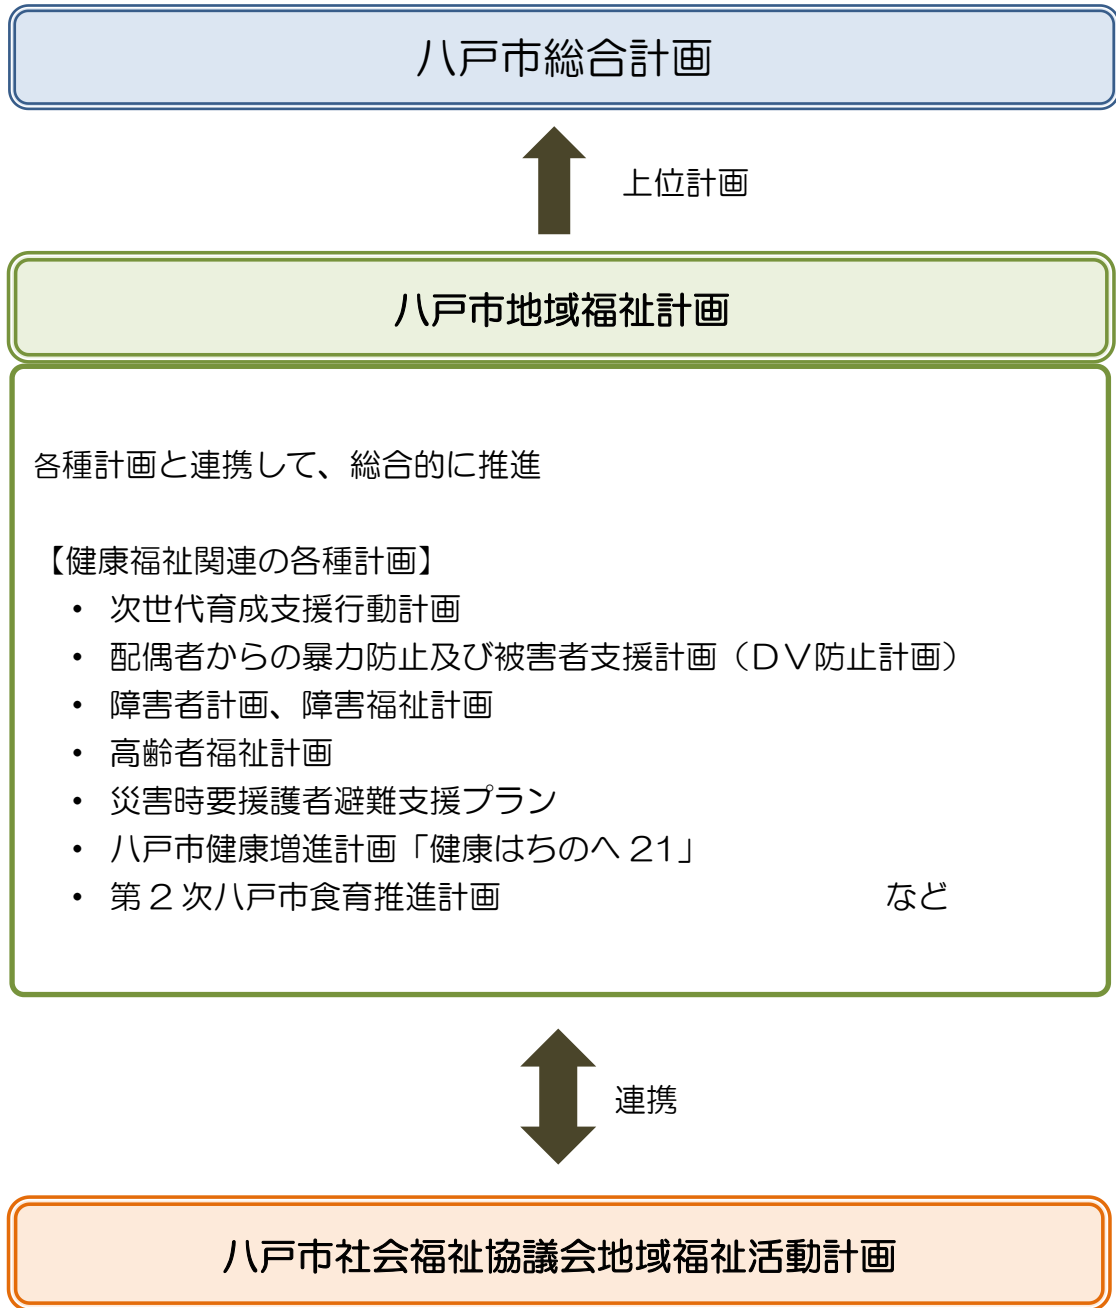 八戸市総合計画
上位計画
八戸市地域福祉計画
各種計画と連携して、総合的に推進
【健康福祉関連の各種計画】
・ 次世代育成支援行動計画
・ 配偶者からの暴力防止及び被害者支援計画（ＤＶ防止計画）
・ 障害者計画、障害福祉計画
・ 高齢者福祉計画
・ 災害時要援護者避難支援プラン
・ 八戸市健康増進計画「健康はちのへ 21」
・ 第２次八戸市食育推進計画　など
連携
八戸市社会福祉協議会地域福祉活動計画